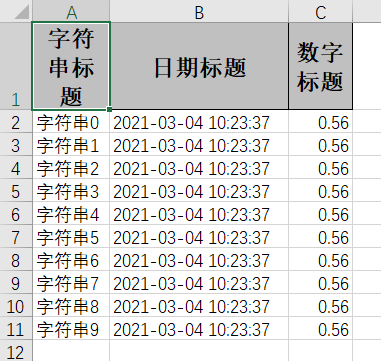 A B C
1 字符串标题 日期标题 数字标题
2 字符串0 2021-03-04 10:23:37 0.56
3 字符串1 2021-03-04 10:23:37 0.56
4 字符串2 2021-03-04 10:23:37 0.56
5 字符串3 2021-03-04 10:23:37 0.56
6 字符串4 2021-03-04 10:23:37 0.56
7 字符串5 2021-03-04 10:23:37 0.56
8 字符串6 2021-03-04 10:23:37 0.56
9 字符串7 2021-03-04 10:23:37 0.56
10 字符串8 2021-03-04 10:23:37 0.56
11 字符串9 2021-03-04 10:23:37 0.56
12